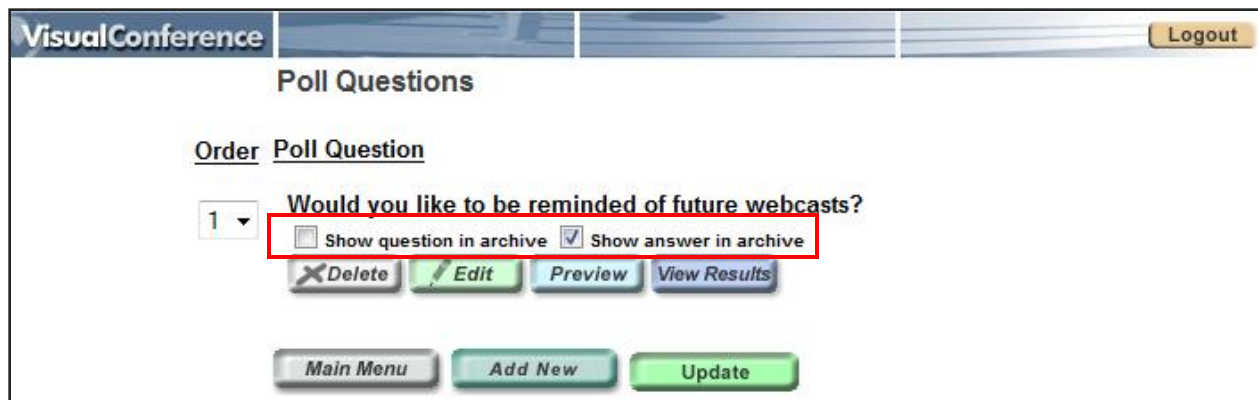 VisualConference
Logout
Poll Questions
Order Poll Question
1 Would you like to be reminded of future webcasts?
Show question in archive Show answer in archive
Delete Edit Preview View Results
Main Menu Add New Update